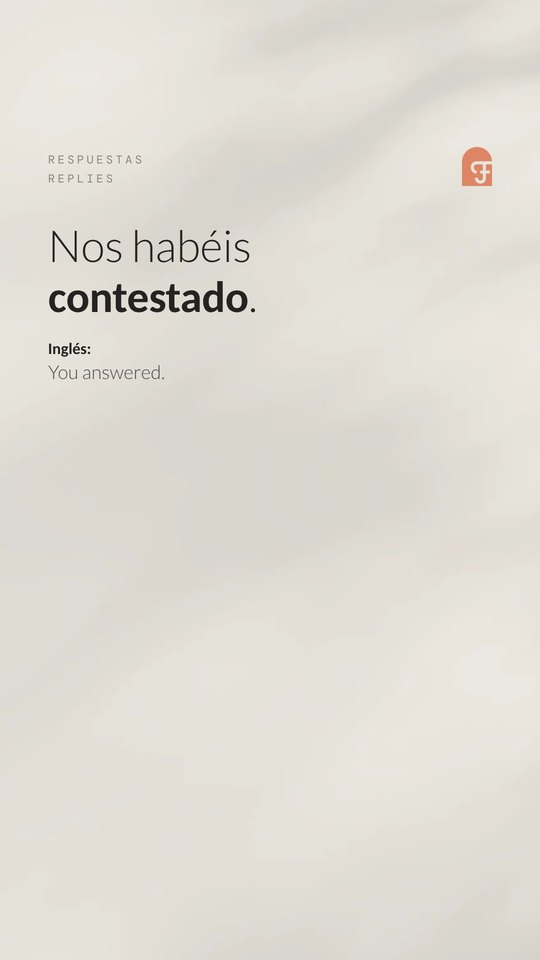 RESPUESTAS
REPLIES
Nos habéis
contestado.
Inglés:
You answered.